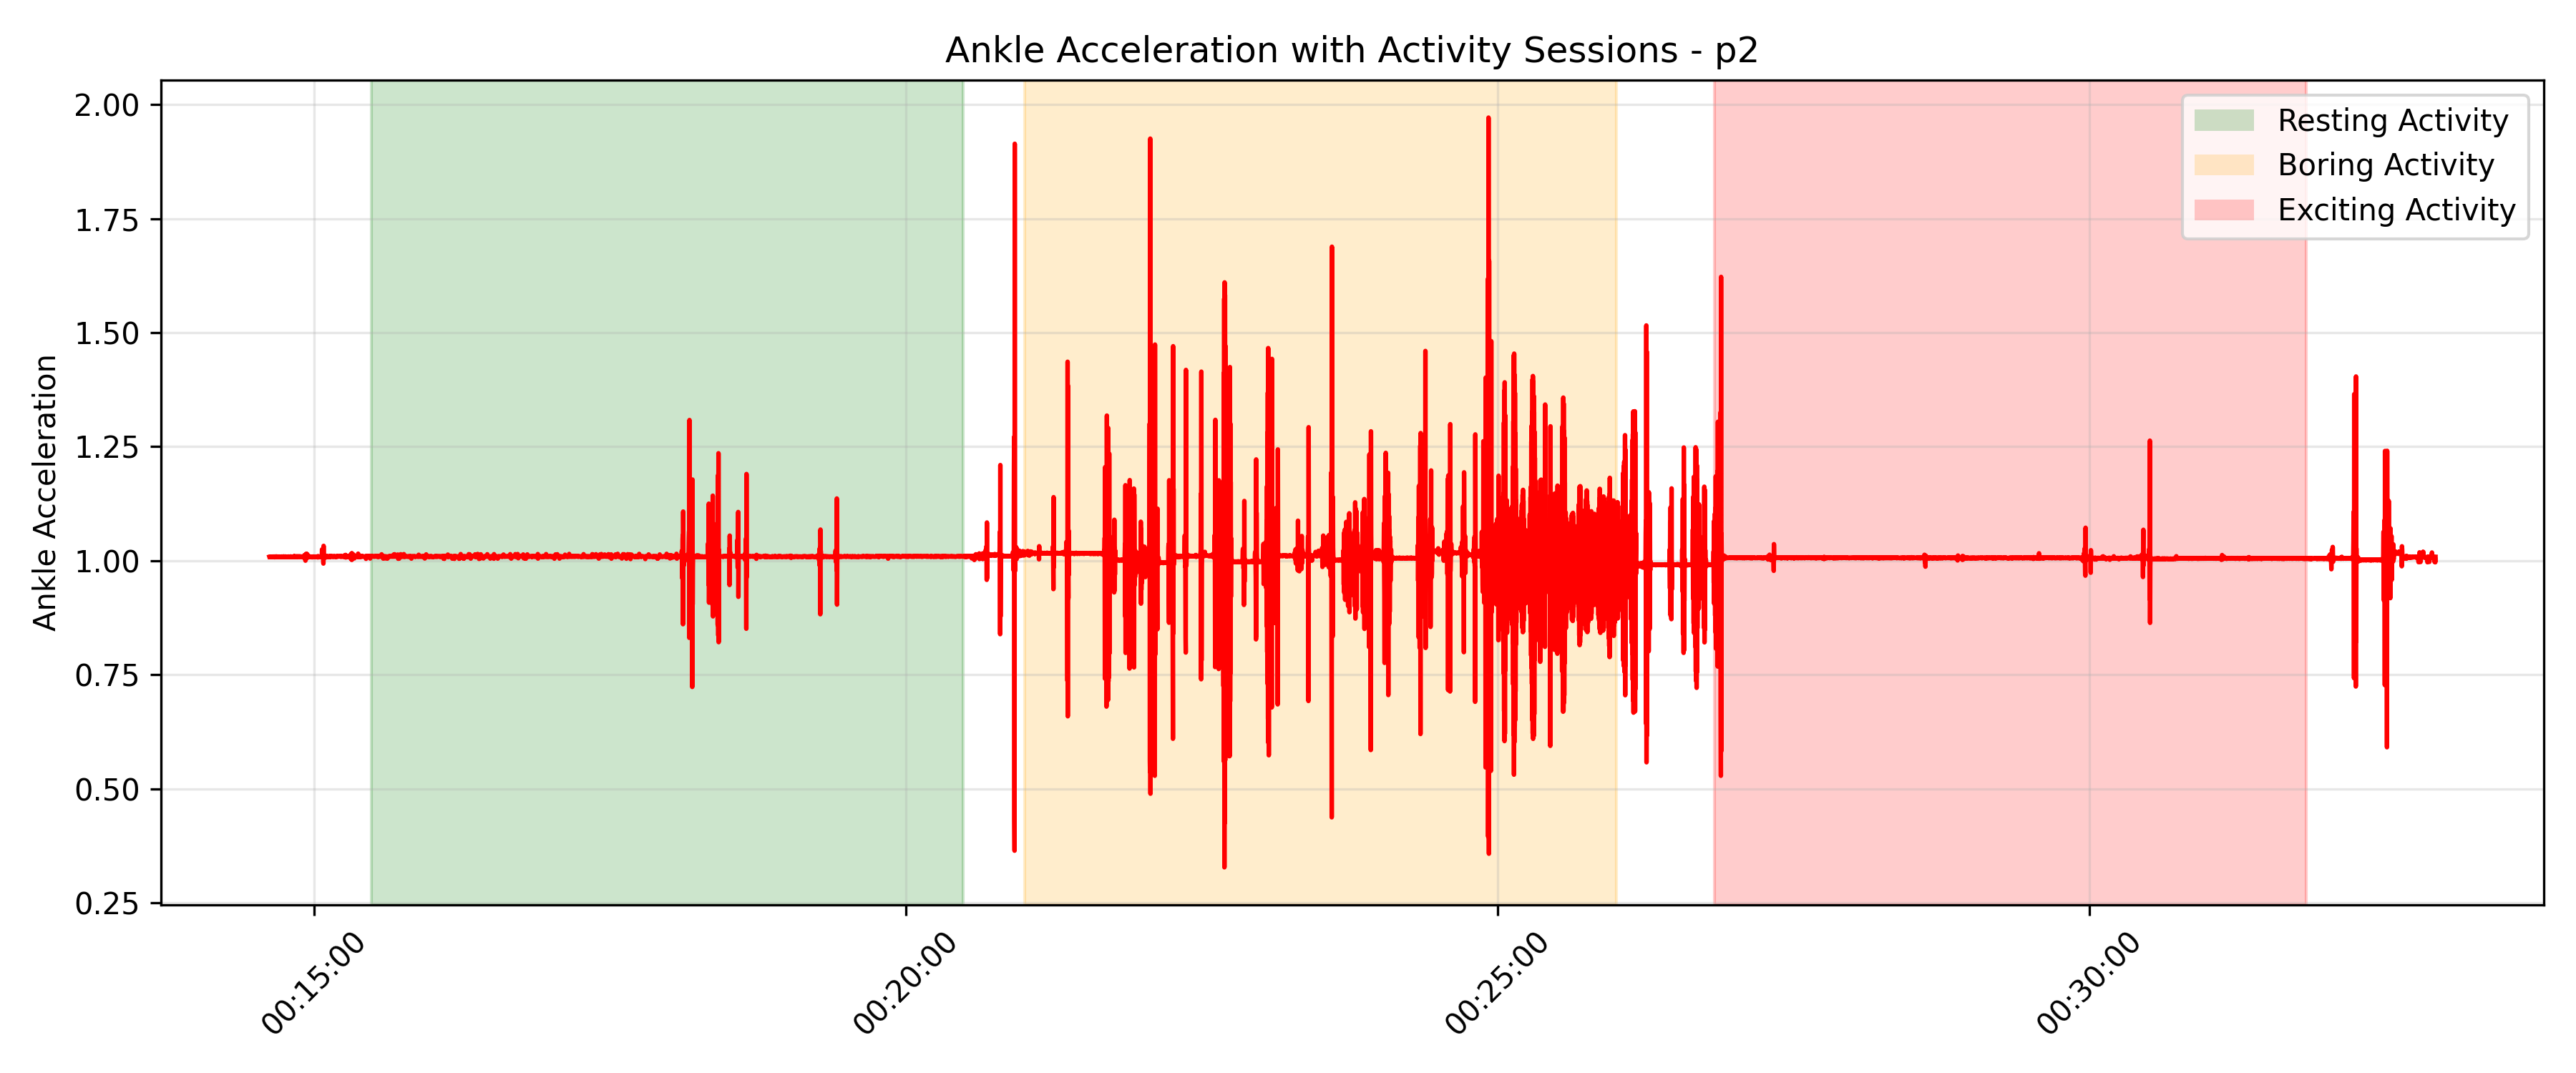 Ankle Acceleration with Activity Sessions - p2
Resting Activity
Boring Activity
Exciting Activity
Ankle Acceleration
2.00
1.75
1.50
1.25
1.00
0.75
0.50
0.25
00:15:00
00:20:00
00:25:00
00:30:00